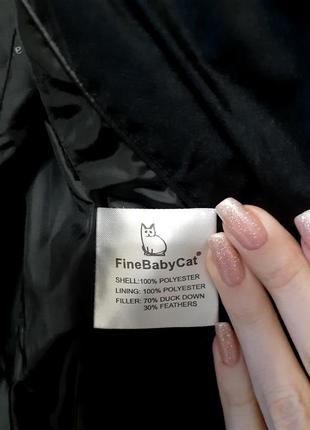 FineBabyCat®
SHELL:100% POLYESTER
LINING: 100% POLYESTER
FILLER: 70% DUCK DOWN
30% FEATHERS